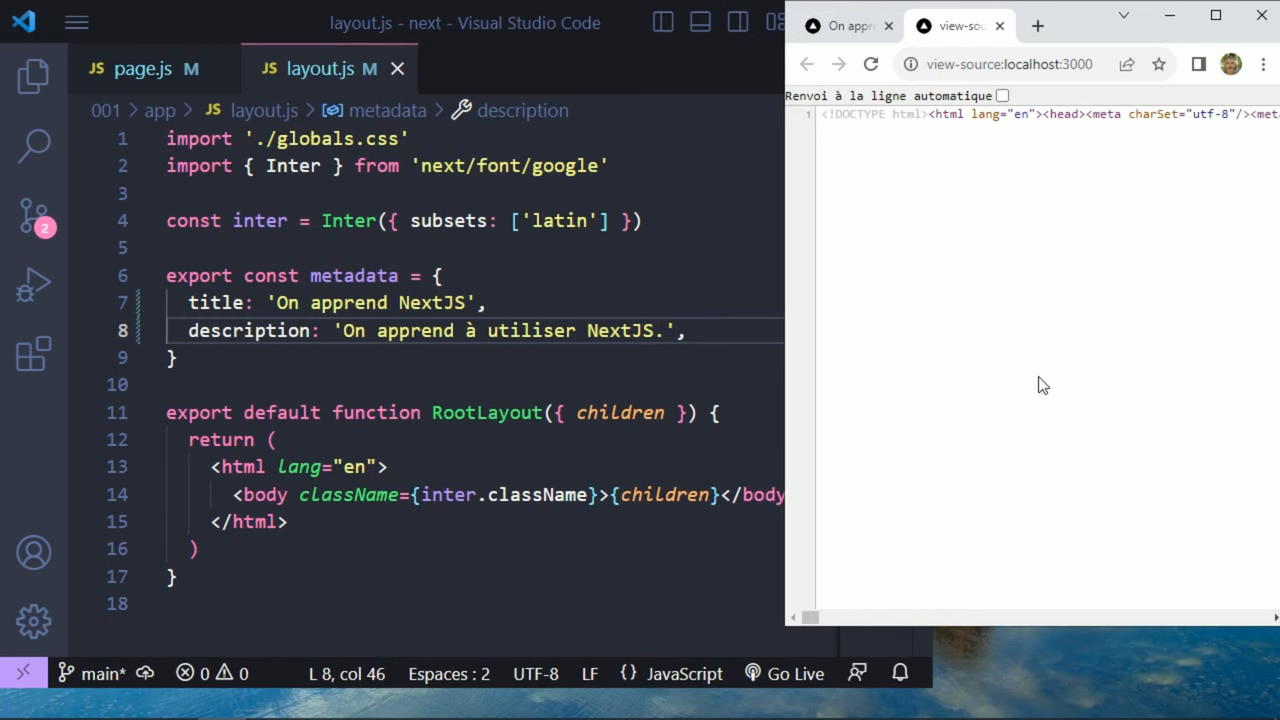 layout.js - next - Visual Studio Code
JS page.js M
JS layout.js M
001 > app > JS layout.js > metadata > description
1 import './globals.css'
2 import { Inter } from 'next/font/google'
3
4 const inter = Inter({ subsets: ['latin'] })
5
6 export const metadata = {
7 title: 'On apprend NextJS',
8 description: 'On apprend à utiliser NextJS.',
9 }
10
11 export default function RootLayout({ children }) {
12 return (
13 <html lang="en">
14 <body className={inter.className}>{children}</body
15 </html>
16 )
17 }
18
2
main*
0 0
L 8, col 46
Espaces : 2
UTF-8
LF
{} JavaScript
Go Live
On appr
view-sou
view-source:localhost:3000
Renvoi à la ligne automatique
1 <!DOCTYPE html><html lang="en"><head><meta charSet="utf-8"/><meta